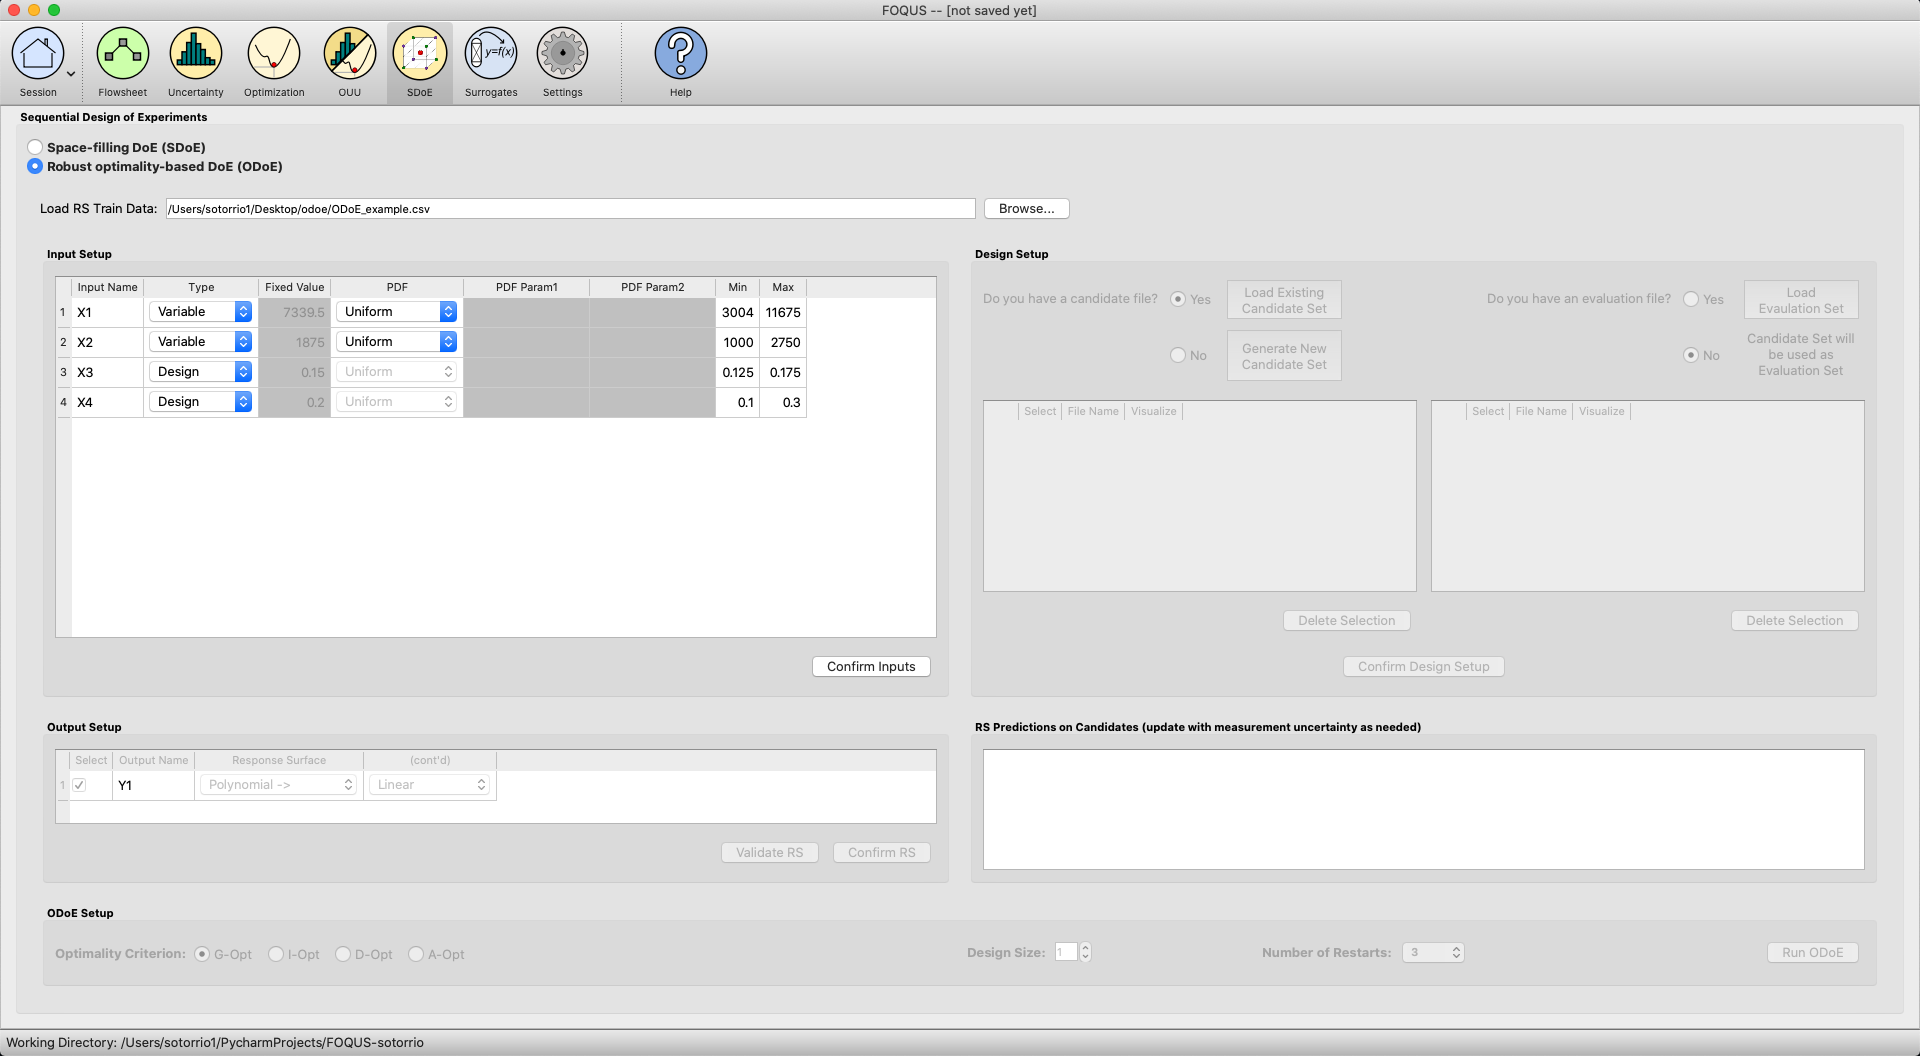 FOQUS -- [not saved yet]
Session
Flowsheet
Uncertainty
Optimization
OUU
SDoE
y=f(x)
Surrogates
Settings
?
Help
Sequential Design of Experiments
Space-filling DoE (SDoE)
Robust optimality-based DoE (ODoE)
Load RS Train Data: /Users/sotorrio1/Desktop/odoe/ODoE_example.csv Browse...
Input Setup
Input Name Type Fixed Value PDF PDF Param1 PDF Param2 Min Max
1 X1 Variable 7339.5 Uniform 3004 11675
2 X2 Variable 1875 Uniform 1000 2750
3 X3 Design 0.15 Uniform 0.125 0.175
4 X4 Design 0.2 Uniform 0.1 0.3
Confirm Inputs
Design Setup
Do you have a candidate file? Yes
Load Existing
Candidate Set
No
Generate New
Candidate Set
Do you have an evaluation file? Yes
Load
Evaulation Set
No
Candidate Set will
be used as
Evaluation Set
Select File Name Visualize
Select File Name Visualize
Delete Selection
Delete Selection
Confirm Design Setup
Output Setup
Select Output Name Response Surface (cont'd)
1 Y1 Polynomial -> Linear
Validate RS Confirm RS
RS Predictions on Candidates (update with measurement uncertainty as needed)
ODoE Setup
Optimality Criterion: G-Opt I-Opt D-Opt A-Opt Design Size: 1 Number of Restarts: 3 Run ODoE
Working Directory: /Users/sotorrio1/PycharmProjects/FOQUS-sotorrio